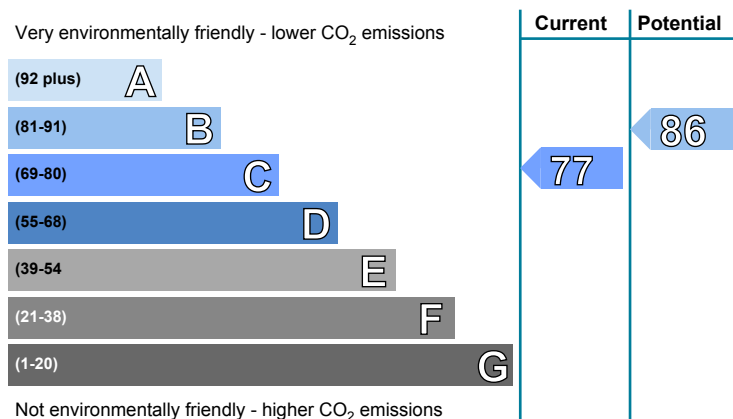 Current Potential
Very environmentally friendly - lower CO₂ emissions
(92 plus) A
(81-91) B
86
(69-80) C
77
(55-68) D
(39-54 E
(21-38) F
(1-20) G
Not environmentally friendly - higher CO₂ emissions